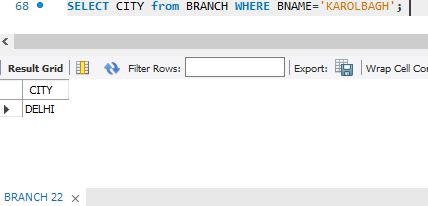 68 SELECT CITY from BRANCH WHERE BNAME='KAROLBAGH';
Result Grid Filter Rows: Export: Wrap Cell Co
CITY
DELHI
BRANCH 22